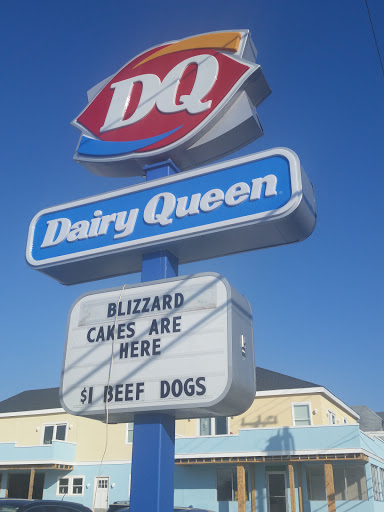 DQ
Dairy Queen
BLIZZARD
CAKES ARE
HERE
$1 BEEF DOGS